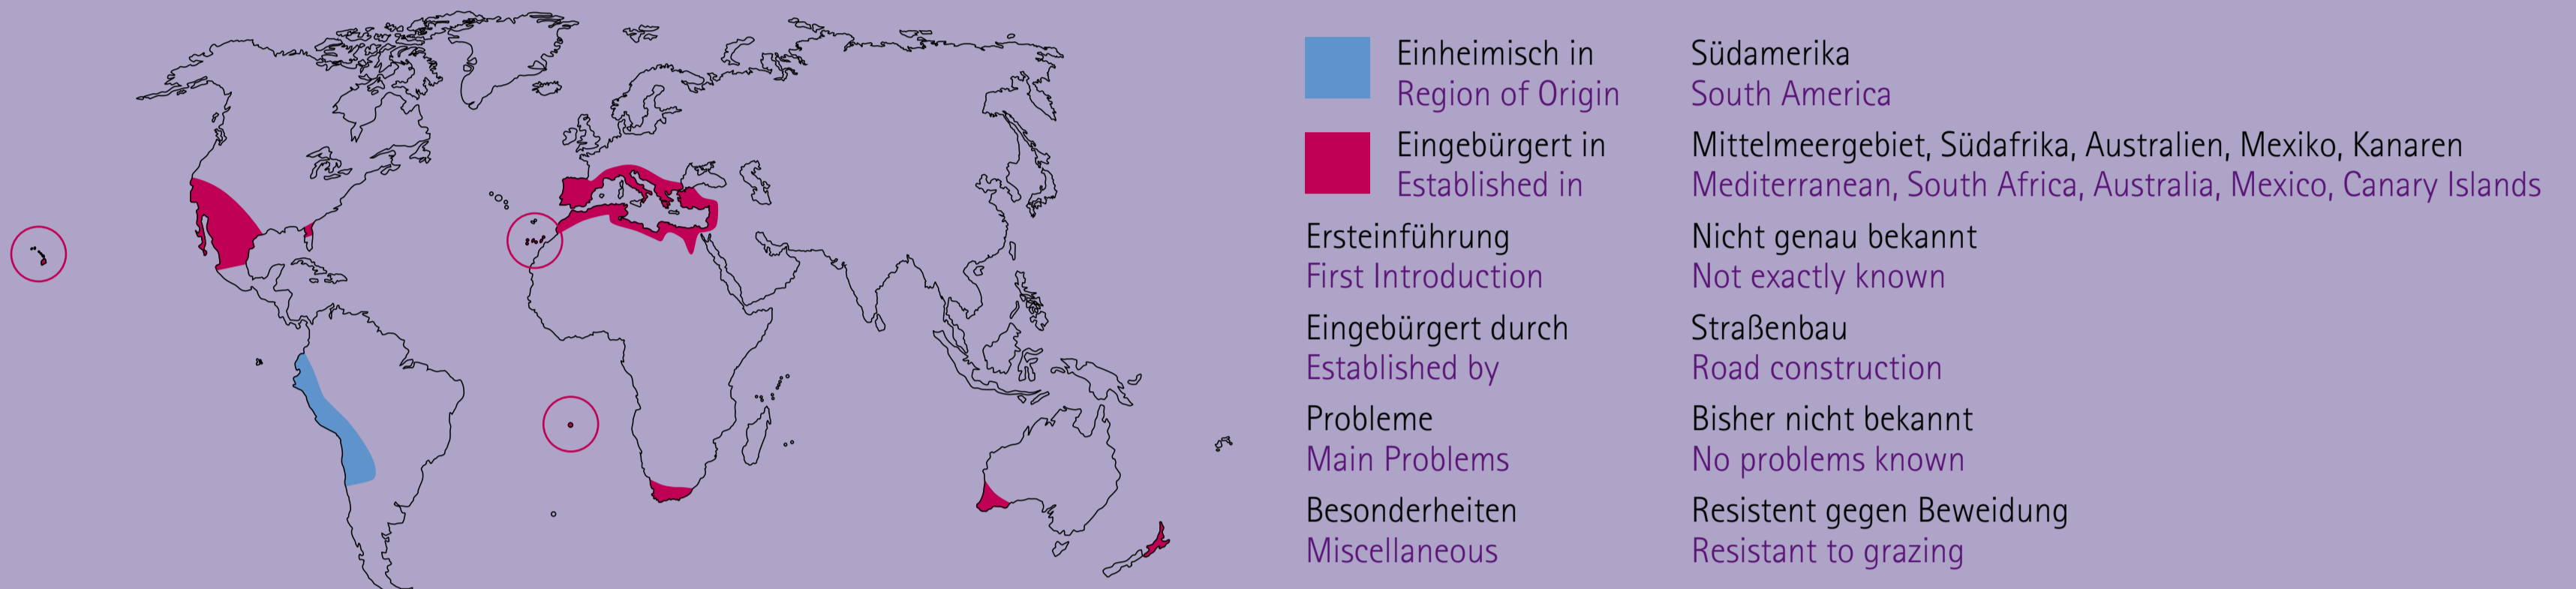 Einheimisch in Südamerika
Region of Origin South America
Eingebürgert in Mittelmeergebiet, Südafrika, Australien, Mexiko, Kanaren
Established in Mediterranean, South Africa, Australia, Mexico, Canary Islands
Ersteinführung Nicht genau bekannt
First Introduction Not exactly known
Eingebürgert durch Straßenbau
Established by Road construction
Probleme Bisher nicht bekannt
Main Problems No problems known
Besonderheiten Resistent gegen Beweidung
Miscellaneous Resistant to grazing